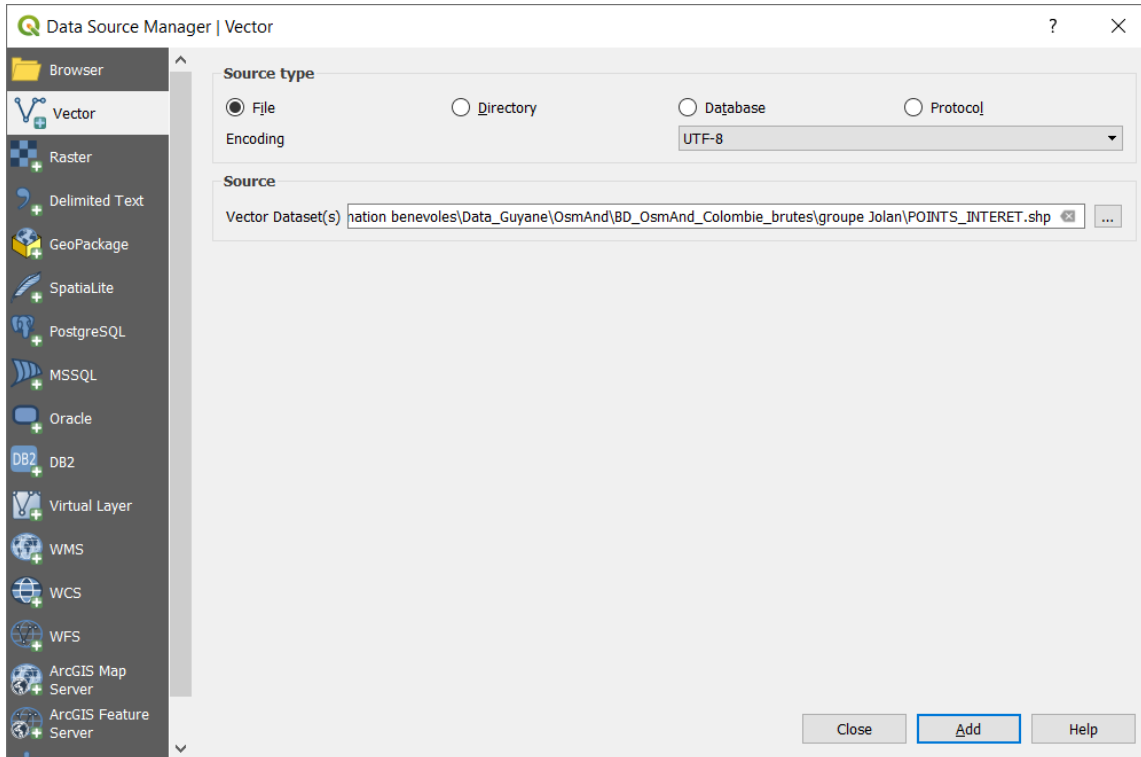 Data Source Manager | Vector
?
Browser
Vector
Raster
Delimited Text
GeoPackage
SpatiaLite
PostgreSQL
MSSQL
Oracle
DB2
DB2
Virtual Layer
WMS
WCS
WFS
ArcGIS Map
Server
ArcGIS Feature
Server
Source type
File
Directory
Database
Protocol
Encoding
UTF-8
Source
Vector Dataset(s) nation benevoles\Data_Guyane\OsmAnd\BD_OsmAnd_Colombie_brutes\groupe Jolan\POINTS_INTERET.shp ...
Close Add Help